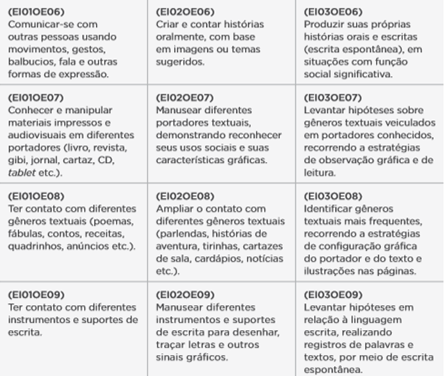 (EI01OE06)
Comunicar-se com
outras pessoas usando
movimentos, gestos,
balbucios, fala e outras
formas de expressão.
(EI02OE06)
Criar e contar histórias
oralmente, com base
em imagens ou temas
sugeridos.
(EI03OE06)
Produzir suas próprias
histórias orais e escritas
(escrita espontânea), em
situações com função
social significativa.
(EI01OE07)
Conhecer e manipular
materiais impressos e
audiovisuais em diferentes
portadores (livro, revista,
gibi, jornal, cartaz, CD,
tablet etc.).
(EI02OE07)
Manusear diferentes
portadores textuais,
demonstrando reconhecer
seus usos sociais e suas
características gráficas.
(EI03OE07)
Levantar hipóteses sobre
gêneros textuais veiculados
em portadores conhecidos,
recorrendo a estratégias
de observação gráfica e de
leitura.
(EI01OE08)
Ter contato com diferentes
gêneros textuais (poemas,
fábulas, contos, receitas,
quadrinhos, anúncios etc.).
(EI02OE08)
Ampliar o contato com
diferentes gêneros textuais
(parlendas, histórias de
aventura, tirinhas, cartazes
de sala, cardápios, notícias
etc.).
(EI03OE08)
Identificar gêneros
textuais mais frequentes,
recorrendo a estratégias
de configuração gráfica
do portador e do texto e
ilustrações nas páginas.
(EI01OE09)
Ter contato com diferentes
instrumentos e suportes de
escrita.
(EI02OE09)
Manusear diferentes
instrumentos e suportes
de escrita para desenhar,
traçar letras e outros
sinais gráficos.
(EI03OE09)
Levantar hipóteses em
relação à linguagem
escrita, realizando
registros de palavras e
textos, por meio de escrita
espontânea.